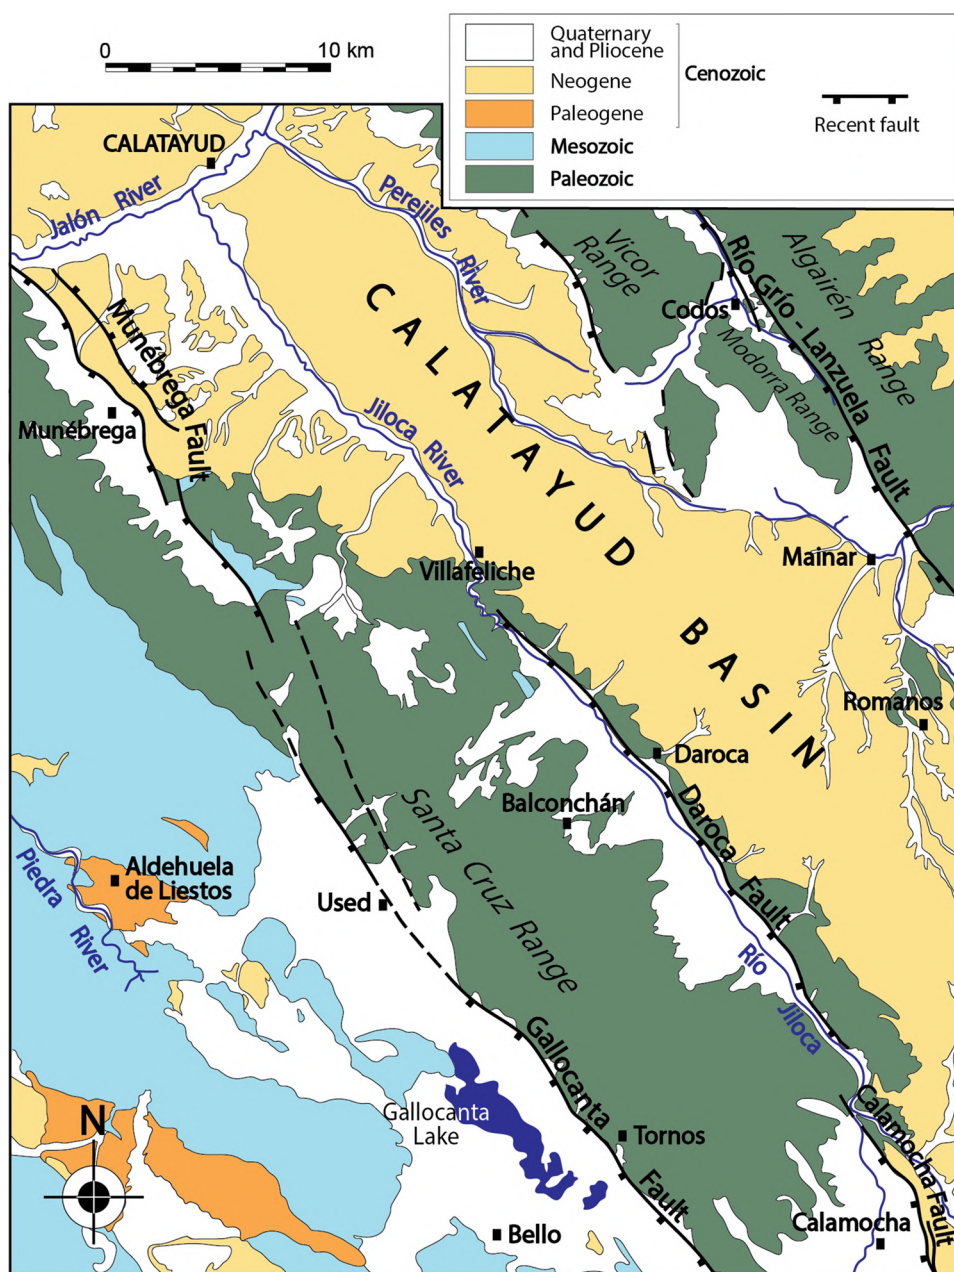 0 10 km
Quaternary
and Pliocene
Neogene
Paleogene
Cenozoic
Mesozoic
Paleozoic
Recent fault
CALATAYUD
Jalón River
Perejiles
River
Vicor
Range
Algairén
Range
Codos
Río Grío - Lanzuela Fault
Modorra Range
Munébrega Fault
Munébrega
CALATAYUD BASIN
Jiloca River
Villafeliche
Mainar
Romanos
Daroca
Balconchán
Daroca Fault
Santa Cruz Range
Aldehuela
de Liestos
Piedra
River
Used
Río
Jiloca
Gallocanta Fault
Gallocanta
Lake
Tornos
Calamocha Fault
Calamocha
Bello
N